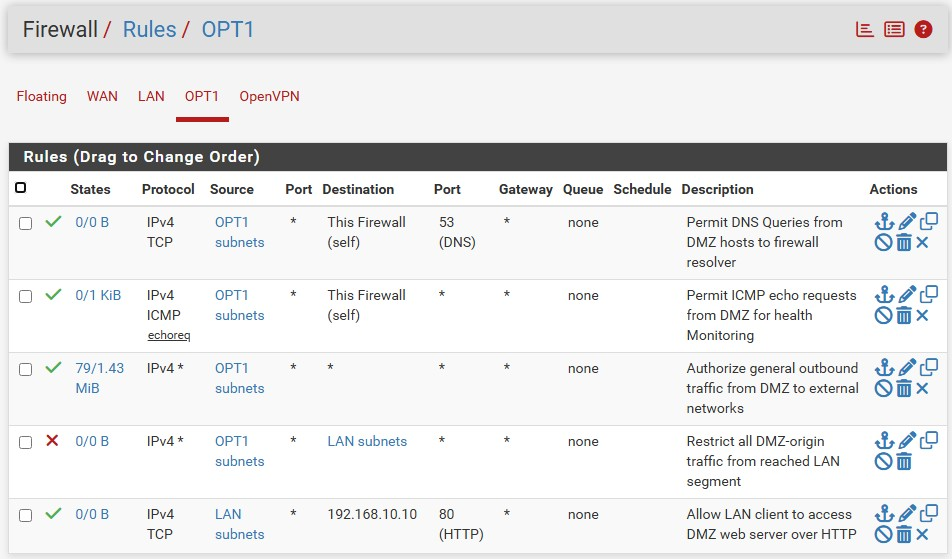 Firewall / Rules / OPT1
Floating WAN LAN OPT1 OpenVPN
Rules (Drag to Change Order)
States Protocol Source Port Destination Port Gateway Queue Schedule Description Actions
0/0 B IPv4 OPT1 * This Firewall 53 * none Permit DNS Queries from
TCP subnets (self) (DNS) DMZ hosts to firewall
resolver
0/1 KiB IPv4 OPT1 * This Firewall * * none Permit ICMP echo requests
ICMP subnets (self) from DMZ for health
echoreq Monitoring
79/1.43 IPv4 * OPT1 * * * * none Authorize general outbound
MiB subnets traffic from DMZ to external
networks
0/0 B IPv4 * OPT1 * LAN subnets * * none Restrict all DMZ-origin
subnets traffic from reached LAN
segment
0/0 B IPv4 LAN * 192.168.10.10 80 * none Allow LAN client to access
TCP subnets (HTTP) DMZ web server over HTTP